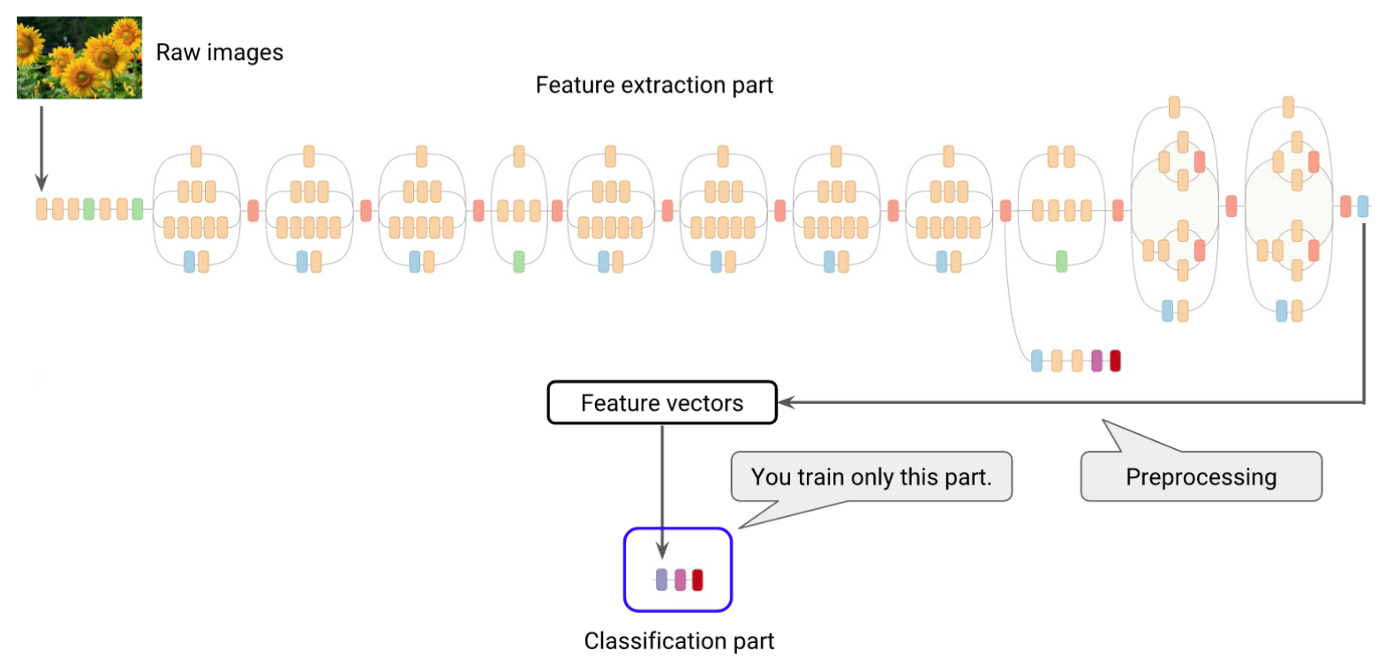 Raw images
Feature extraction part
Feature vectors
You train only this part.
Preprocessing
Classification part